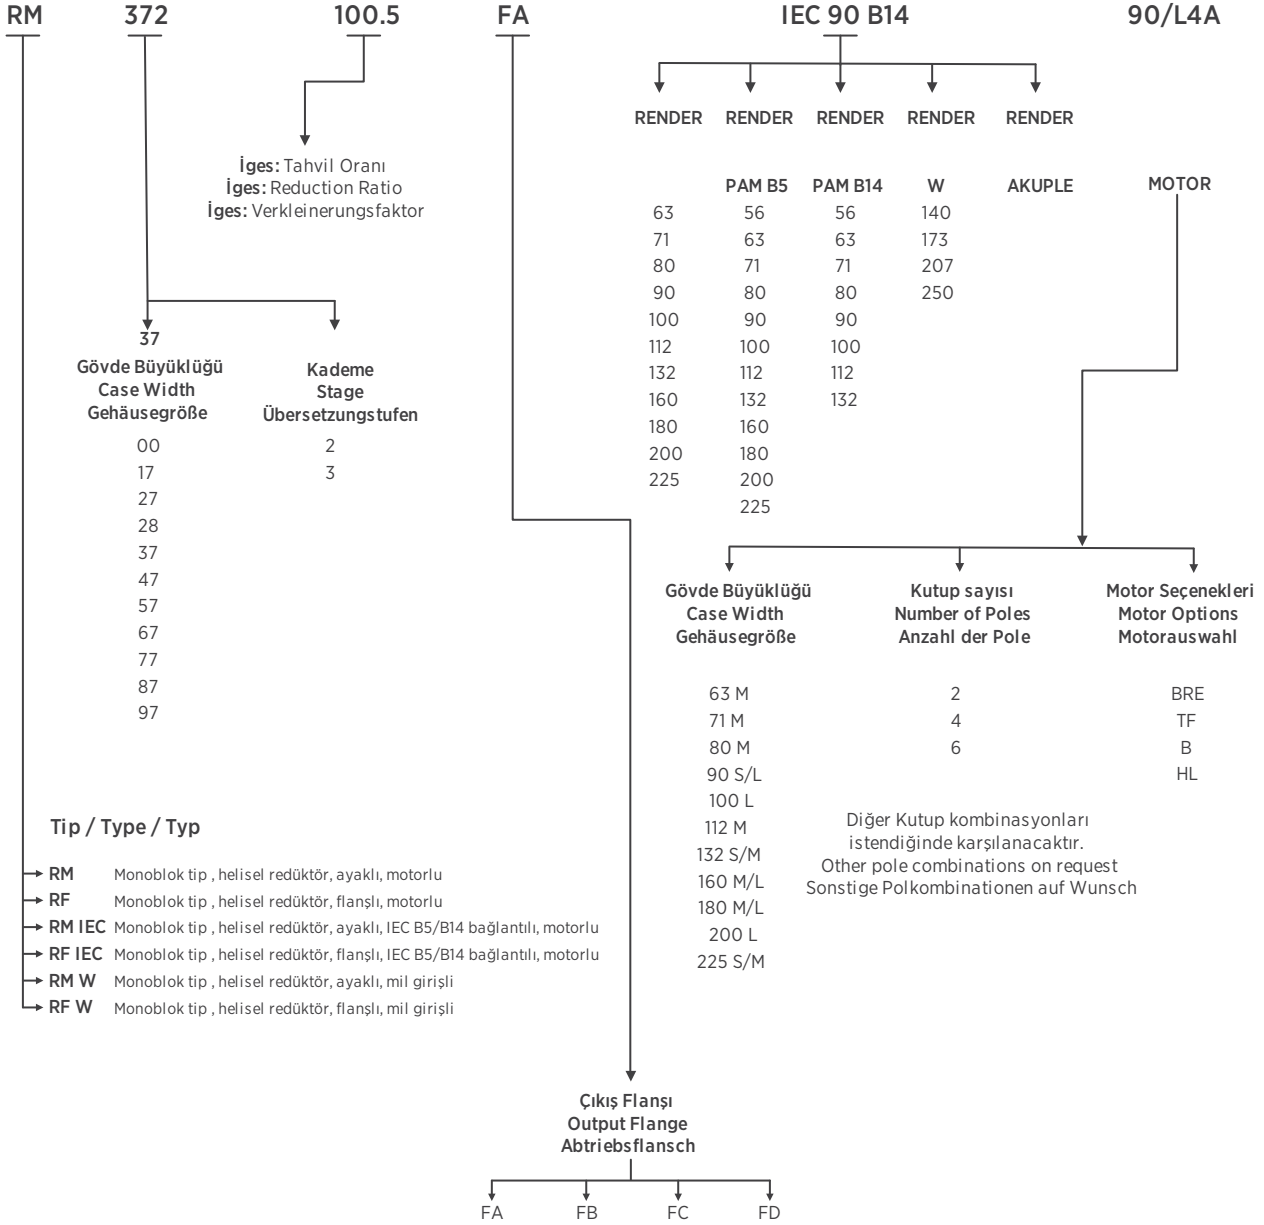 RM 372 100.5 FA IEC 90 B14 90/L4A
RENDER RENDER RENDER RENDER RENDER
İges: Tahvil Oranı
İges: Reduction Ratio
İges: Verkleinerungsfaktor
PAM B5 PAM B14 W AKUPLE MOTOR
63 56 56 140
71 63 63 173
80 71 71 207
90 80 80 250
100 90 90
112 100 100
132 112 112
160 132 132
180 160
200 180
225 200
225
37
Gövde Büyüklüğü
Case Width
Gehäusegröße
00
17
27
28
37
47
57
67
77
87
97
Kademe
Stage
Übersetzungstufen
2
3
Gövde Büyüklüğü
Case Width
Gehäusegröße
63 M
71 M
80 M
90 S/L
100 L
112 M
132 S/M
160 M/L
180 M/L
200 L
225 S/M
Kutup sayısı
Number of Poles
Anzahl der Pole
2
4
6
Motor Seçenekleri
Motor Options
Motorauswahl
BRE
TF
B
HL
Diğer Kutup kombinasyonları
istendiğinde karşılanacaktır.
Other pole combinations on request
Sonstige Polkombinationen auf Wunsch
Tip / Type / Typ
RM Monoblok tip , helisel redüktör, ayaklı, motorlu
RF Monoblok tip , helisel redüktör, flanşlı, motorlu
RM IEC Monoblok tip , helisel redüktör, ayaklı, IEC B5/B14 bağlantılı, motorlu
RF IEC Monoblok tip , helisel redüktör, flanşlı, IEC B5/B14 bağlantılı, motorlu
RM W Monoblok tip , helisel redüktör, ayaklı, mil girişli
RF W Monoblok tip , helisel redüktör, flanşlı, mil girişli
Çıkış Flanşı
Output Flange
Abtriebsflansch
FA FB FC FD